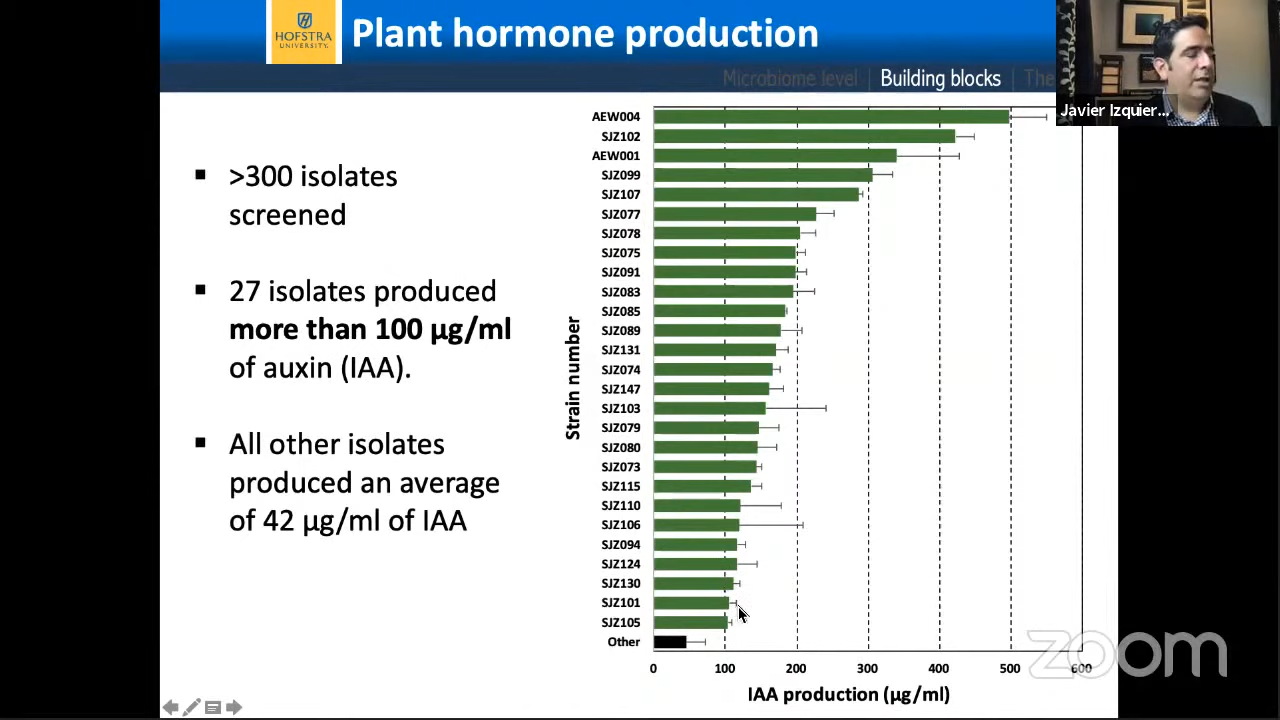 HOFSTRA
UNIVERSITY.
Plant hormone production
Microbiome level | Building blocks | The
Javier Izquier...
▪ >300 isolates
screened
▪ 27 isolates produced
more than 100 µg/ml
of auxin (IAA).
▪ All other isolates
produced an average
of 42 µg/ml of IAA
Strain number
AEW004
SJZ102
AEW001
SJZ099
SJZ107
SJZ077
SJZ078
SJZ075
SJZ091
SJZ083
SJZ085
SJZ089
SJZ131
SJZ074
SJZ147
SJZ103
SJZ079
SJZ080
SJZ073
SJZ115
SJZ110
SJZ106
SJZ094
SJZ124
SJZ130
SJZ101
SJZ105
Other
0 100 200 300 400 500 600
IAA production (µg/ml)
zoom